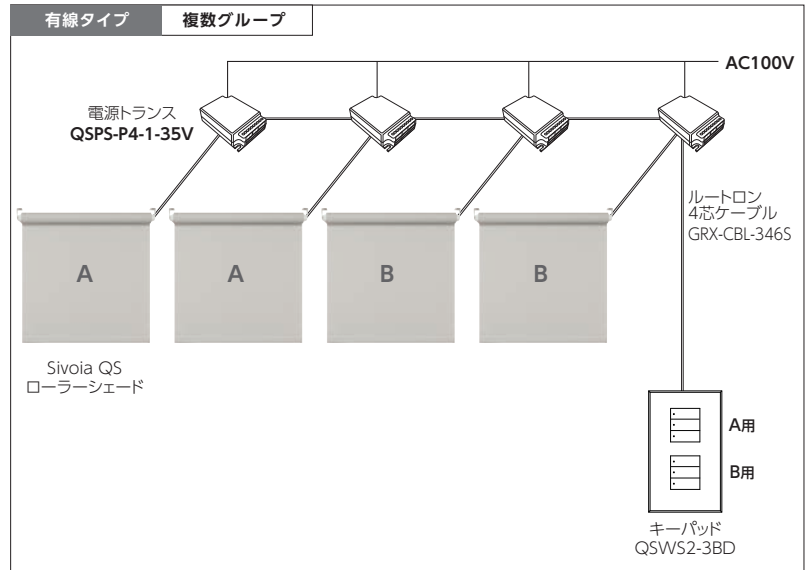 有線タイプ
複数グループ
AC100V
電源トランス
QSPS-P4-1-35V
ルートロン
4芯ケーブル
GRX-CBL-346S
A
A
B
B
Sivoia QS
ローラーシェード
A用
B用
キーパッド
QSWS2-3BD